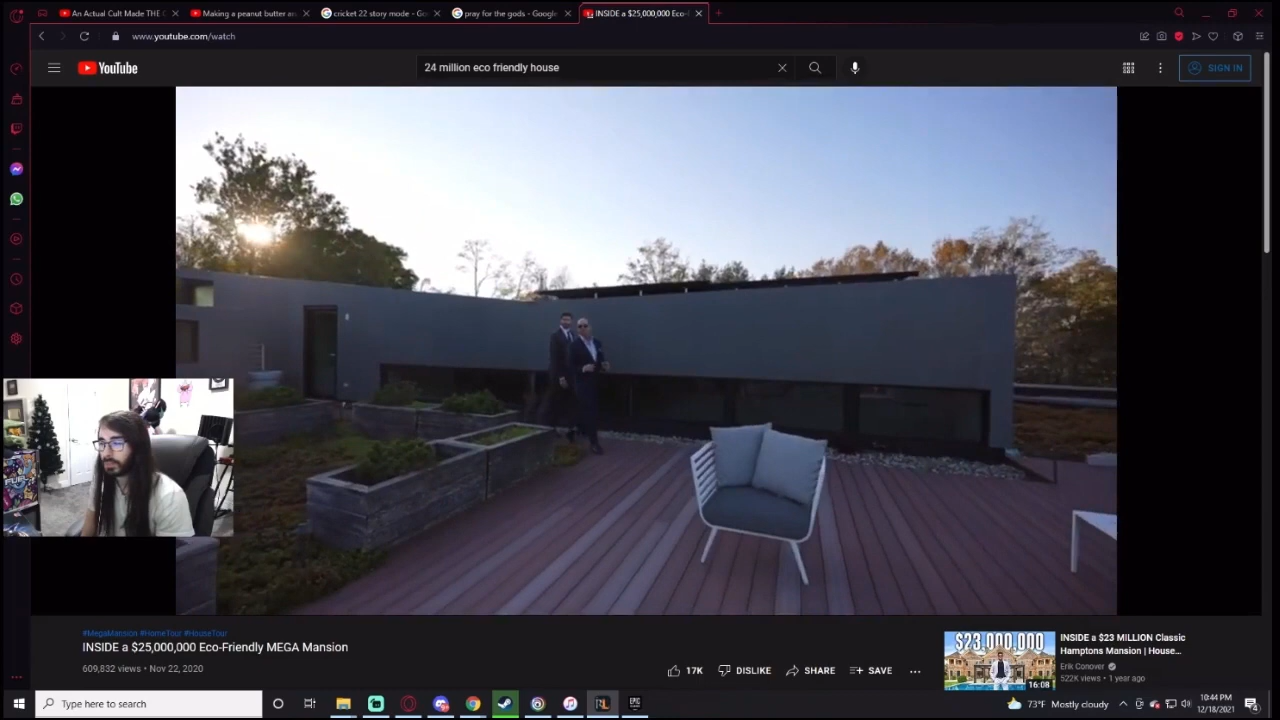 An Actual Cult Made THE C
Making a peanut butter an
cricket 22 story mode - Go
pray for the gods - Google
INSIDE a $25,000,000 Eco-F
www.youtube.com/watch
YouTube
24 million eco friendly house
SIGN IN
#MegaMansion #HomeTour #HouseTour
INSIDE a $25,000,000 Eco-Friendly MEGA Mansion
609,832 views • Nov 22, 2020
17K
DISLIKE
SHARE
SAVE
$23,000,000
16:08
INSIDE a $23 MILLION Classic
Hamptons Mansion | House...
Erik Conover
522K views • 1 year ago
Type here to search
73°F Mostly cloudy
10:44 PM
12/18/2021